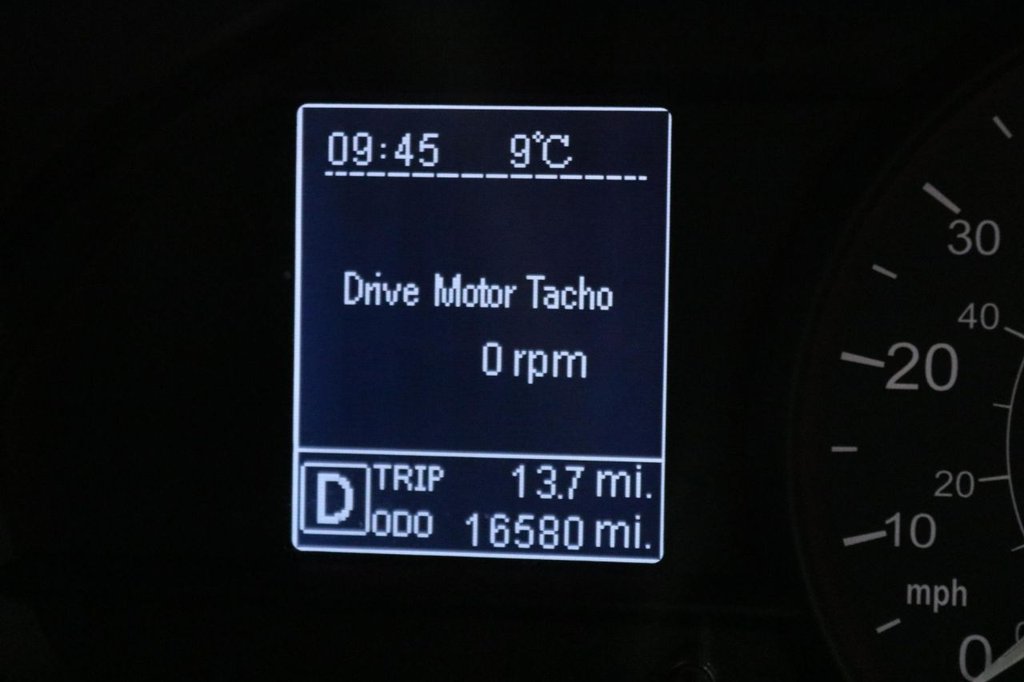 09:45 9°C
Drive Motor Tacho
0 rpm
D
TRIP 13.7 mi.
ODO 16580 mi.
30
40
20
20
10
mph
0